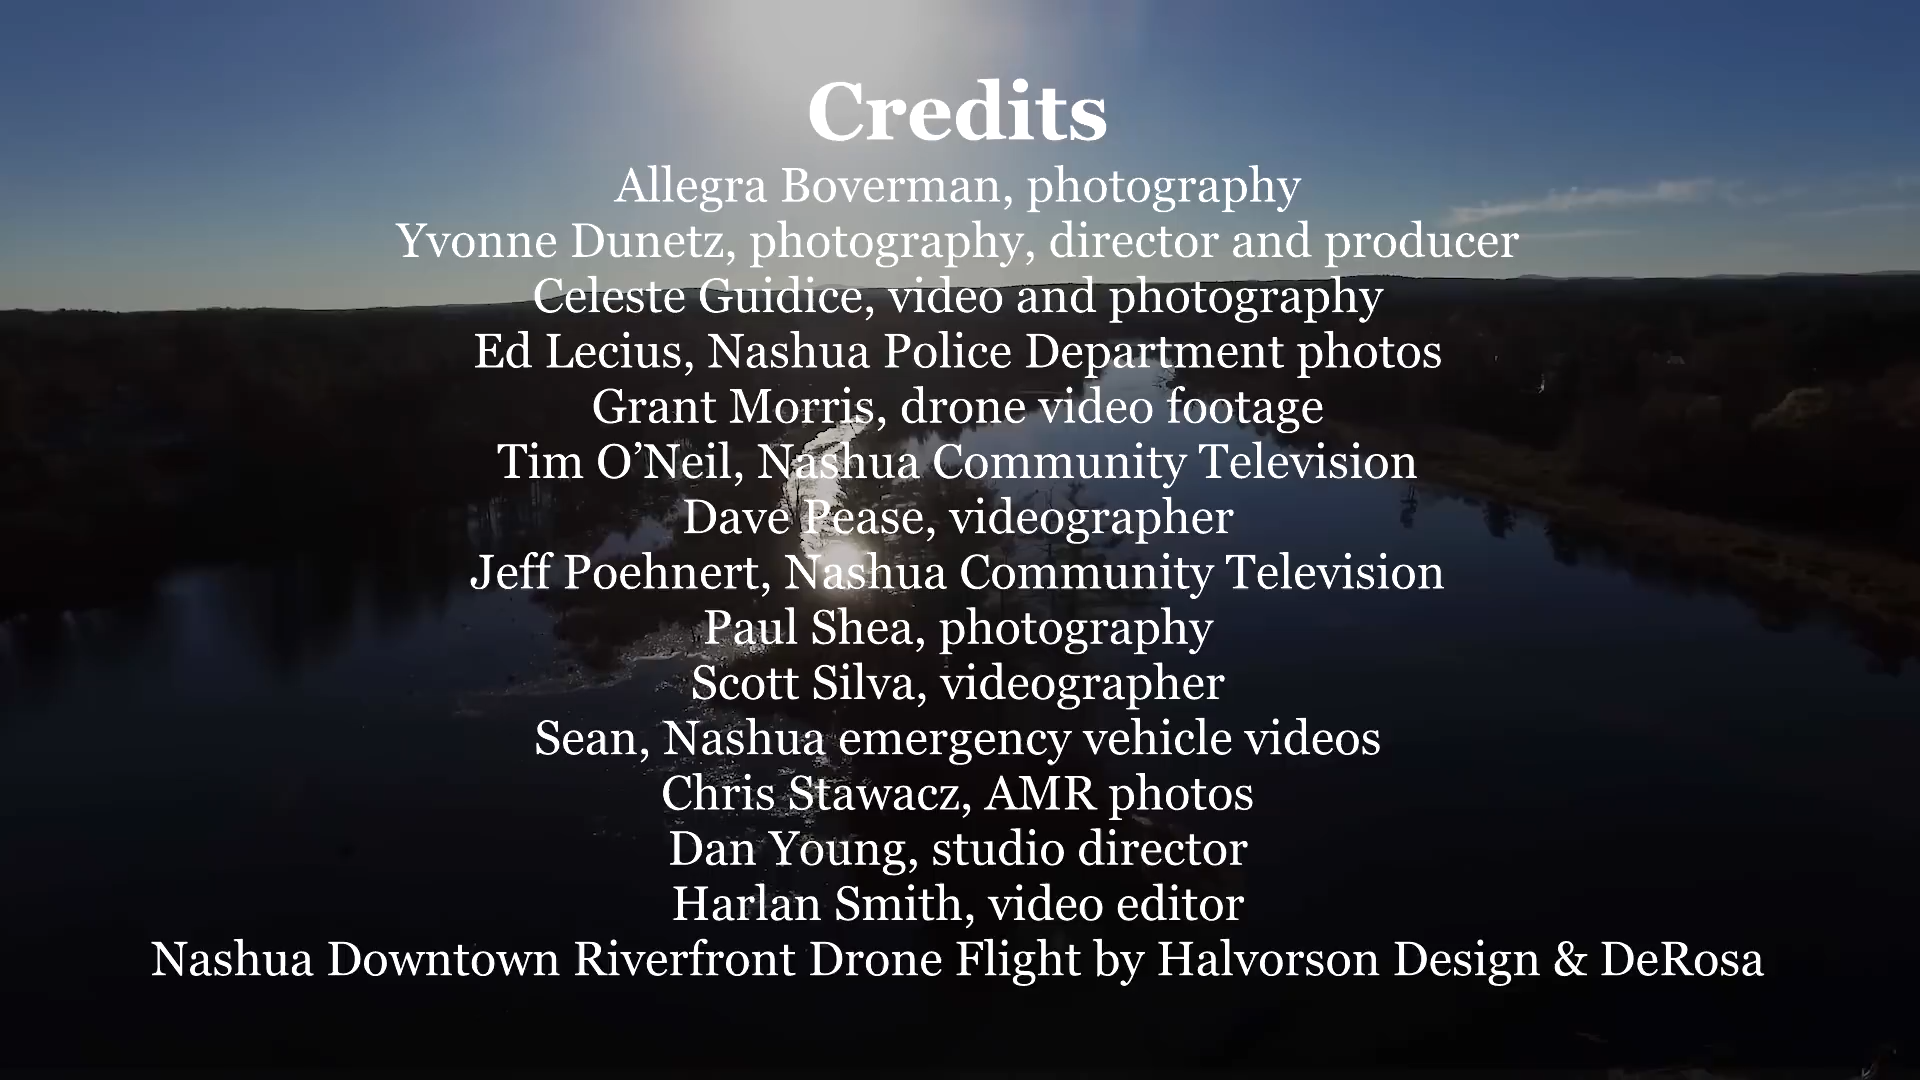 Credits
Allegra Boverman, photography
Yvonne Dunetz, photography, director and producer
Celeste Guidice, video and photography
Ed Lecius, Nashua Police Department photos
Grant Morris, drone video footage
Tim O’Neil, Nashua Community Television
Dave Pease, videographer
Jeff Poehnert, Nashua Community Television
Paul Shea, photography
Scott Silva, videographer
Sean, Nashua emergency vehicle videos
Chris Stawacz, AMR photos
Dan Young, studio director
Harlan Smith, video editor
Nashua Downtown Riverfront Drone Flight by Halvorson Design & DeRosa